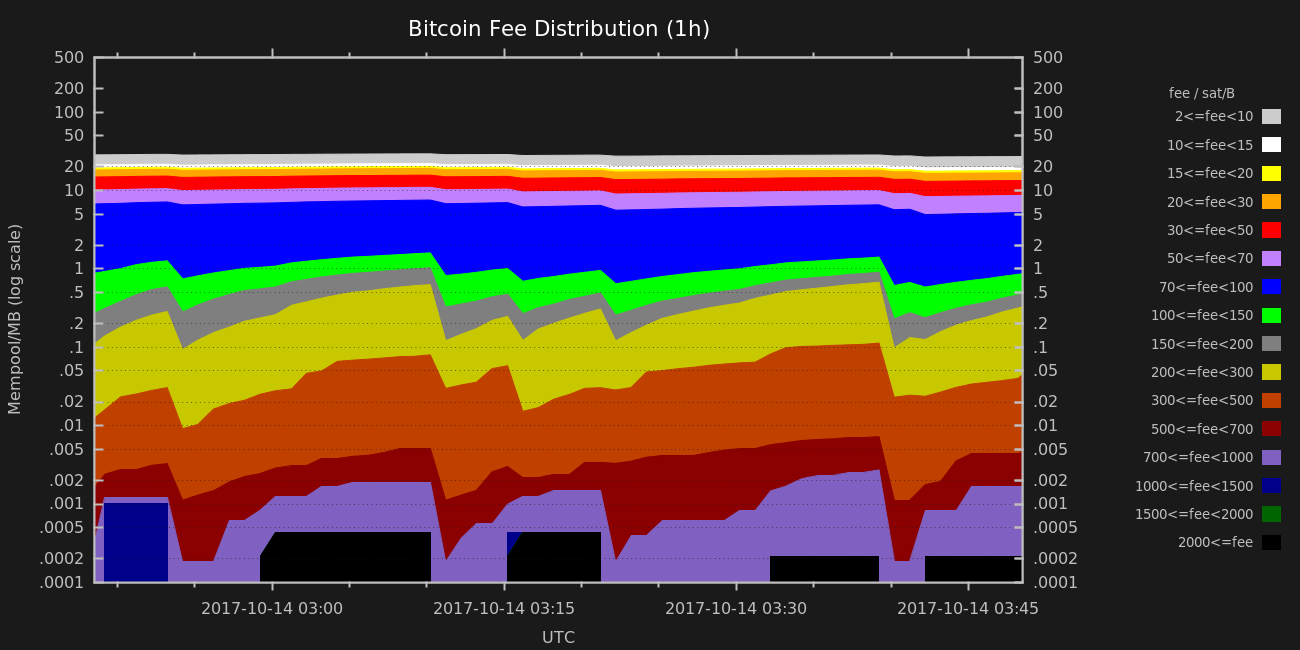 Bitcoin Fee Distribution (1h)
500 500
200 200
100 100
50 50
20 20
10 10
5 5
2 2
1 1
.5 .5
.2 .2
.1 .1
.05 .05
.02 .02
.01 .01
.005 .005
.002 .002
.001 .001
.0005 .0005
.0002 .0002
.0001 .0001
Mempool/MB (log scale)
2017-10-14 03:00 2017-10-14 03:15 2017-10-14 03:30 2017-10-14 03:45
UTC
fee / sat/B
2<=fee<10
10<=fee<15
15<=fee<20
20<=fee<30
30<=fee<50
50<=fee<70
70<=fee<100
100<=fee<150
150<=fee<200
200<=fee<300
300<=fee<500
500<=fee<700
700<=fee<1000
1000<=fee<1500
1500<=fee<2000
2000<=fee